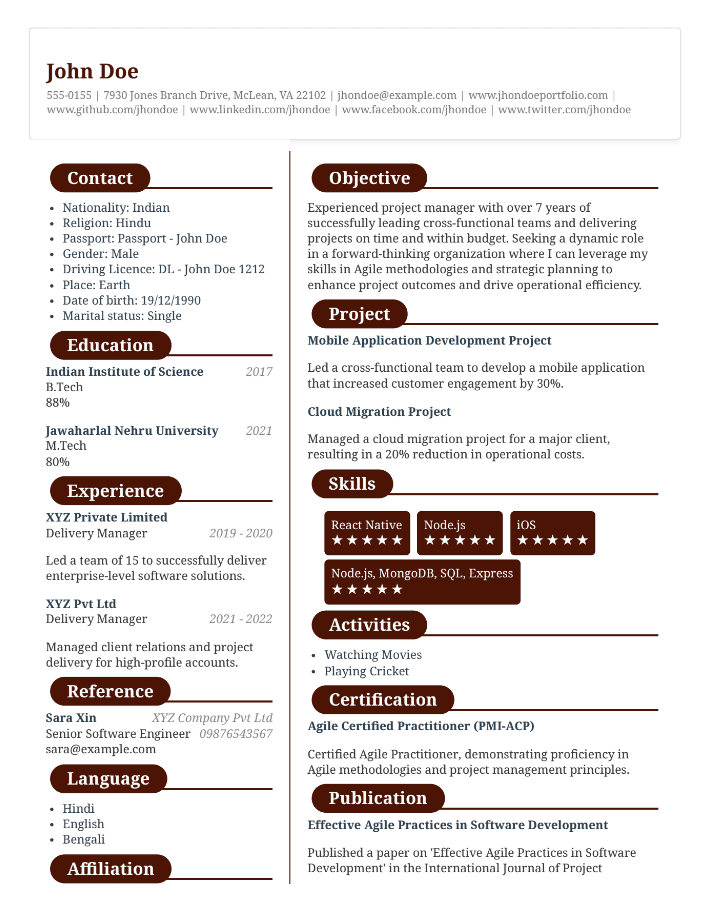 John Doe
555-0155 | 7930 Jones Branch Drive, McLean, VA 22102 | jhondoe@example.com | www.jhondoeportfolio.com |
www.github.com/jhondoe | www.linkedin.com/jhondoe | www.facebook.com/jhondoe | www.twitter.com/jhondoe
Contact
• Nationality: Indian
• Religion: Hindu
• Passport: Passport - John Doe
• Gender: Male
• Driving Licence: DL - John Doe 1212
• Place: Earth
• Date of birth: 19/12/1990
• Marital status: Single
Education
Indian Institute of Science 2017
B.Tech
88%
Jawaharlal Nehru University 2021
M.Tech
80%
Experience
XYZ Private Limited
Delivery Manager 2019 - 2020
Led a team of 15 to successfully deliver
enterprise-level software solutions.
XYZ Pvt Ltd
Delivery Manager 2021 - 2022
Managed client relations and project
delivery for high-profile accounts.
Reference
Sara Xin XYZ Company Pvt Ltd
Senior Software Engineer 09876543567
sara@example.com
Language
• Hindi
• English
• Bengali
Affiliation
Objective
Experienced project manager with over 7 years of
successfully leading cross-functional teams and delivering
projects on time and within budget. Seeking a dynamic role
in a forward-thinking organization where I can leverage my
skills in Agile methodologies and strategic planning to
enhance project outcomes and drive operational efficiency.
Project
Mobile Application Development Project
Led a cross-functional team to develop a mobile application
that increased customer engagement by 30%.
Cloud Migration Project
Managed a cloud migration project for a major client,
resulting in a 20% reduction in operational costs.
Skills
React Native Node.js iOS
★★★★★ ★★★★★ ★★★★★
Node.js, MongoDB, SQL, Express
★★★★★
Activities
• Watching Movies
• Playing Cricket
Certification
Agile Certified Practitioner (PMI-ACP)
Certified Agile Practitioner, demonstrating proficiency in
Agile methodologies and project management principles.
Publication
Effective Agile Practices in Software Development
Published a paper on 'Effective Agile Practices in Software
Development' in the International Journal of Project